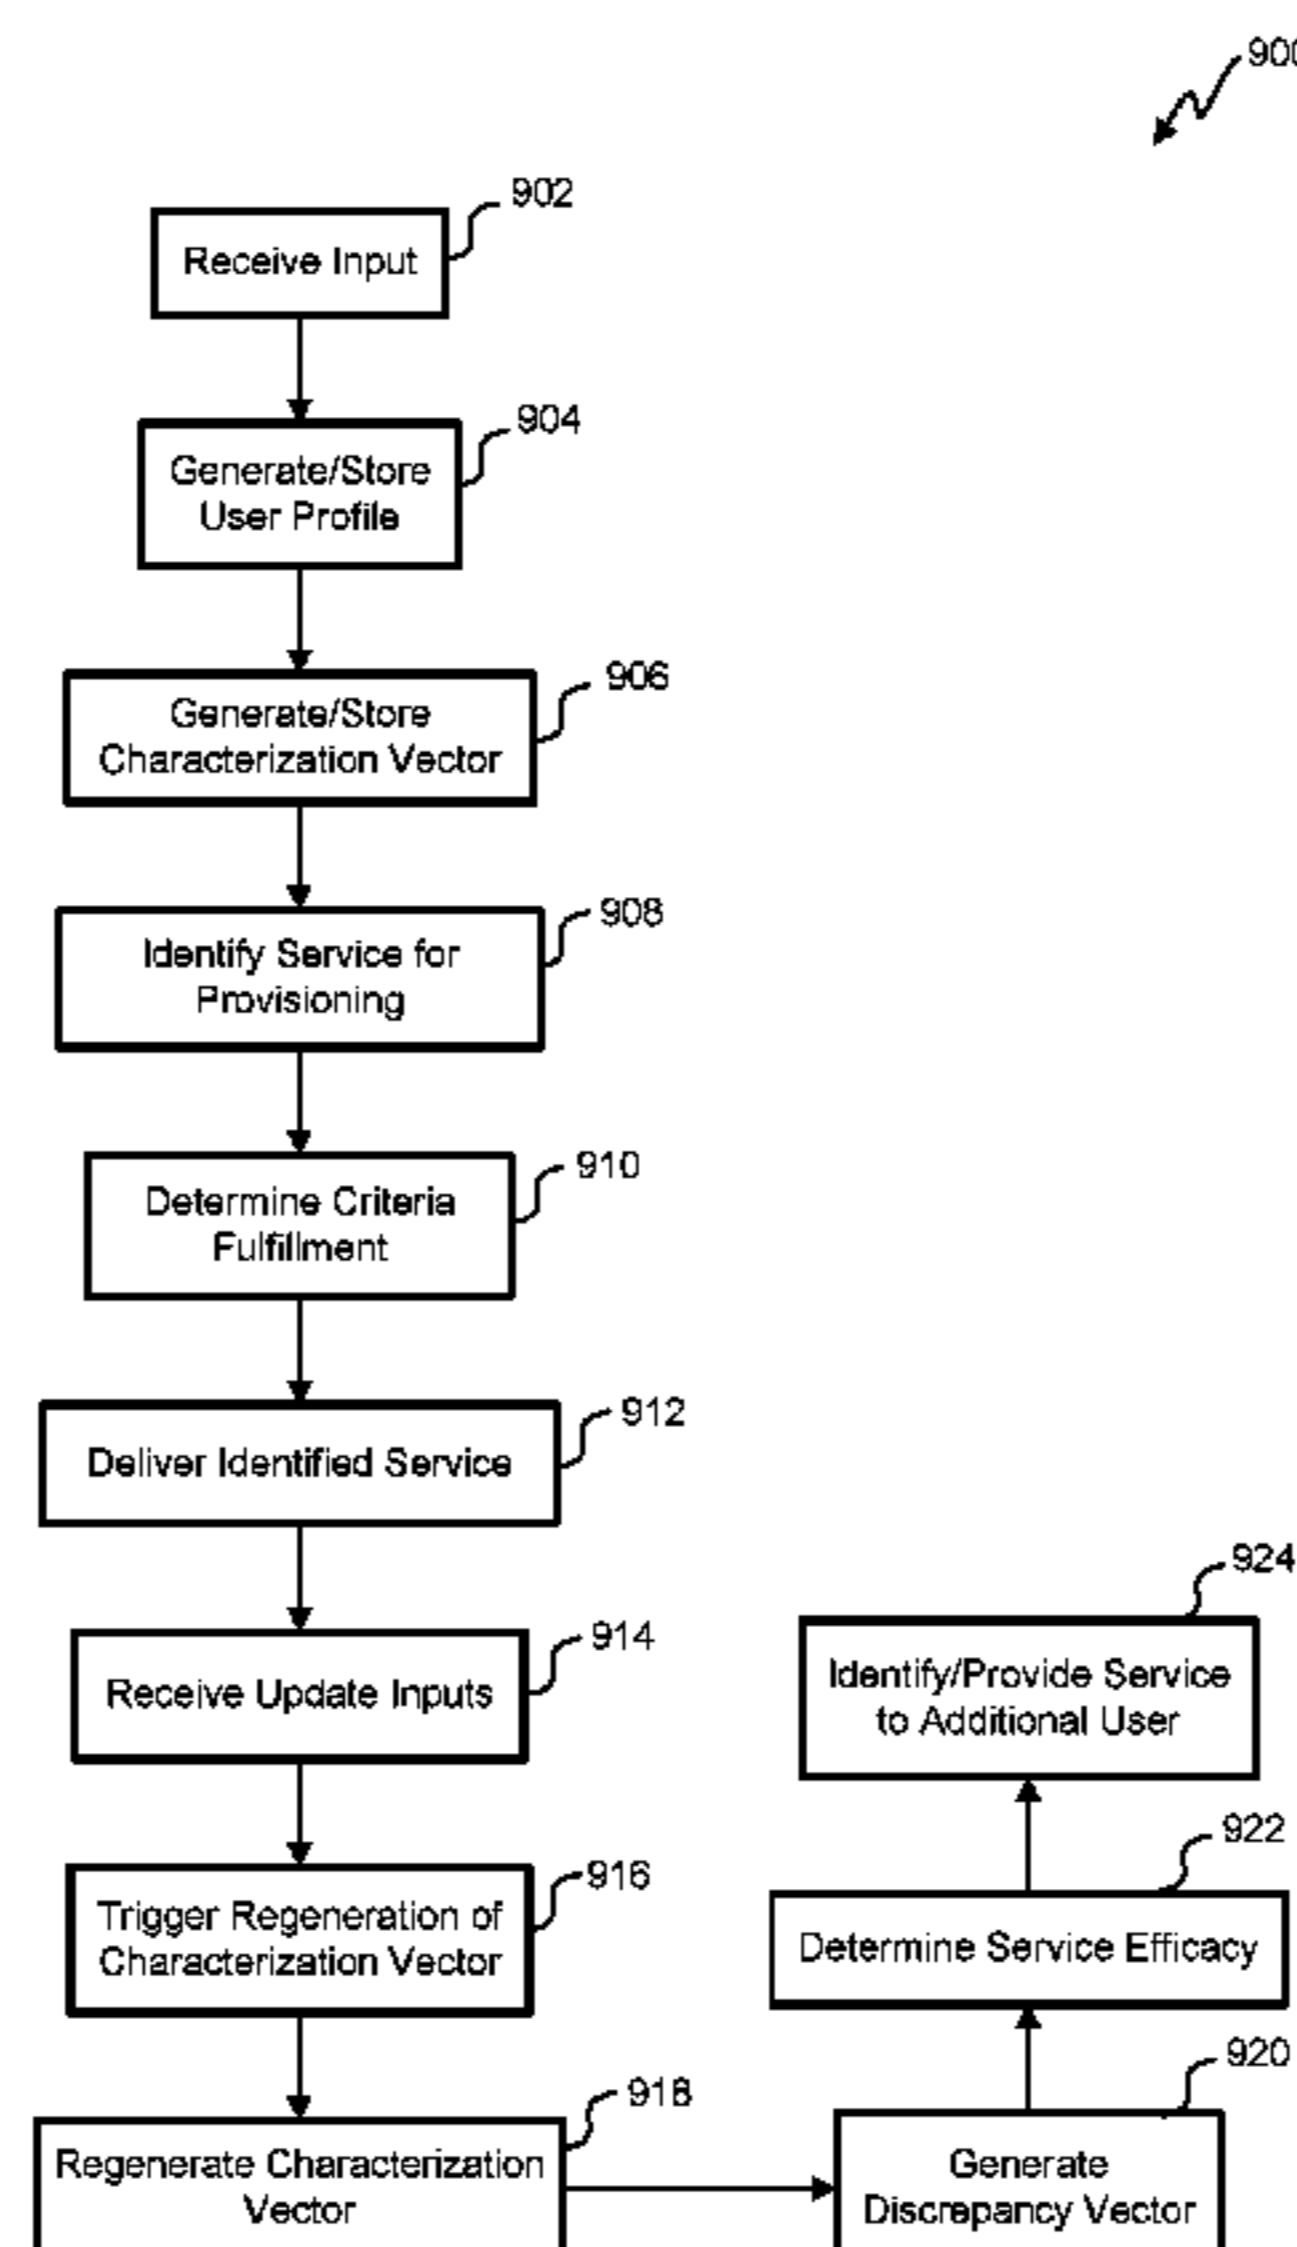 900
902
Receive Input
904
Generate/Store
User Profile
906
Generate/Store
Characterization Vector
908
Identify Service for
Provisioning
910
Determine Criteria
Fulfillment
912
Deliver Identified Service
914
Receive Update Inputs
916
Trigger Regeneration of
Characterization Vector
918
Regenerate Characterization
Vector
920
Generate
Discrepancy Vector
922
Determine Service Efficacy
924
Identify/Provide Service
to Additional User